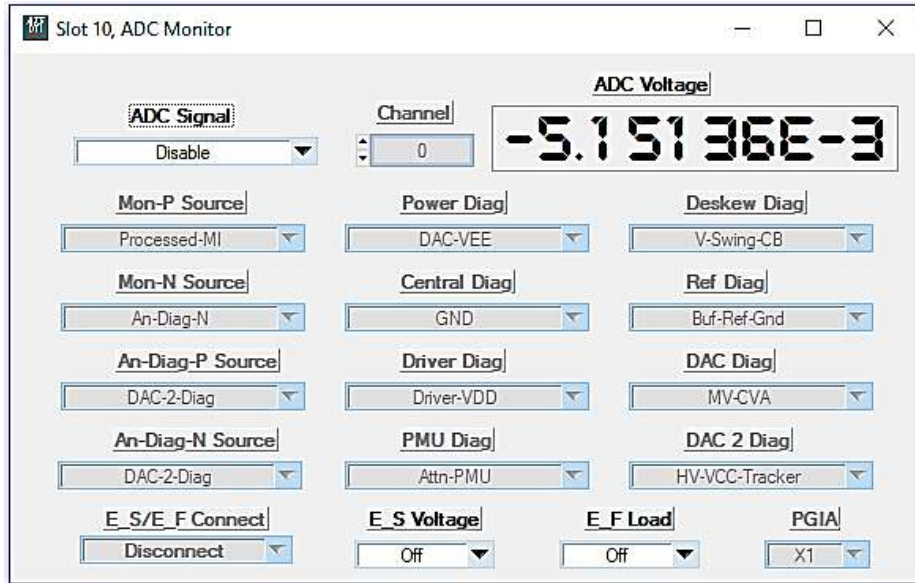 Slot 10, ADC Monitor
ADC Voltage
ADC Signal Channel -5.15136E-3
Disable 0
Mon-P Source Power Diag Deskew Diag
Processed-MI DAC-VEE V-Swing-CB
Mon-N Source Central Diag Ref Diag
An-Diag-N GND Buf-Ref-Gnd
An-Diag-P Source Driver Diag DAC Diag
DAC-2-Diag Driver-VDD MV-CVA
An-Diag-N Source PMU Diag DAC 2 Diag
DAC-2-Diag Attn-PMU HV-VCC-Tracker
E_S/E_F Connect E_S Voltage E_F Load PGIA
Disconnect Off Off X1